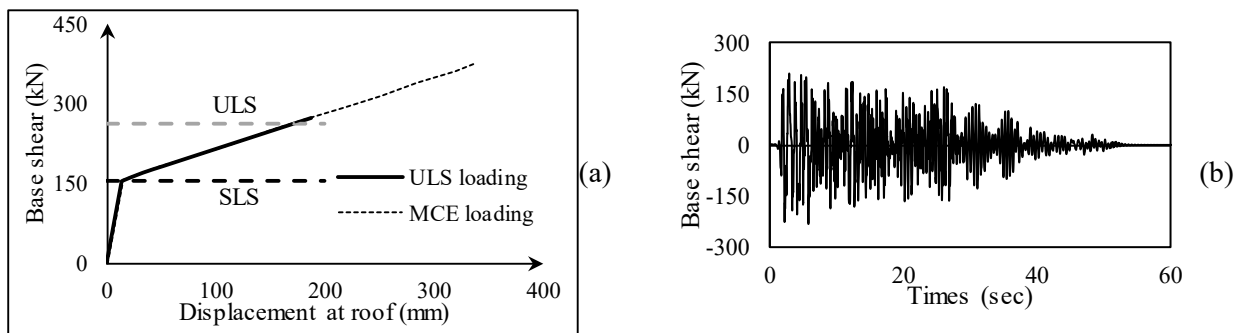 450
300
150
0
Base shear (kN)
ULS
SLS
ULS loading
MCE loading
0 100 200 300 400
Displacement at roof (mm)
(a)
300
150
0
-150
-300
Base shear (kN)
0 20 40 60
Times (sec)
(b)